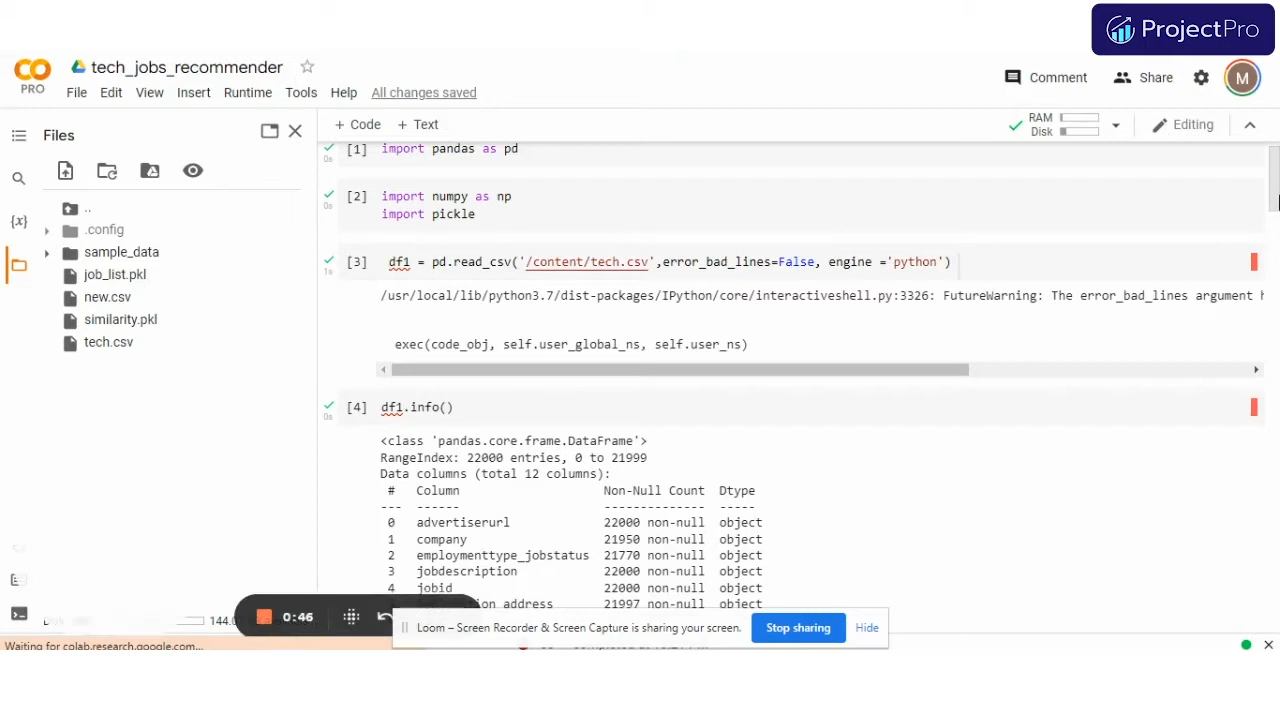 ProjectPro
CO
PRO
tech_jobs_recommender
File Edit View Insert Runtime Tools Help All changes saved
Comment Share M
Files
+ Code + Text
RAM
Disk
Editing
..
.config
sample_data
job_list.pkl
new.csv
similarity.pkl
tech.csv
{x}
[1] import pandas as pd
0s
[2] import numpy as np
0s
import pickle
[3] df1 = pd.read_csv('/content/tech.csv',error_bad_lines=False, engine ='python')
1s
/usr/local/lib/python3.7/dist-packages/IPython/core/interactiveshell.py:3326: FutureWarning: The error_bad_lines argument
exec(code_obj, self.user_global_ns, self.user_ns)
[4] df1.info()
0s
<class 'pandas.core.frame.DataFrame'>
RangeIndex: 22000 entries, 0 to 21999
Data columns (total 12 columns):
# Column Non-Null Count Dtype
--- ------ -------------- -----
0 advertiserurl 22000 non-null object
1 company 21950 non-null object
2 employmenttype_jobstatus 21770 non-null object
3 jobdescription 22000 non-null object
4 jobid 22000 non-null object
address 21997 non-null object
0:46
Loom – Screen Recorder & Screen Capture is sharing your screen. Stop sharing Hide
Waiting for colab.research.google.com...